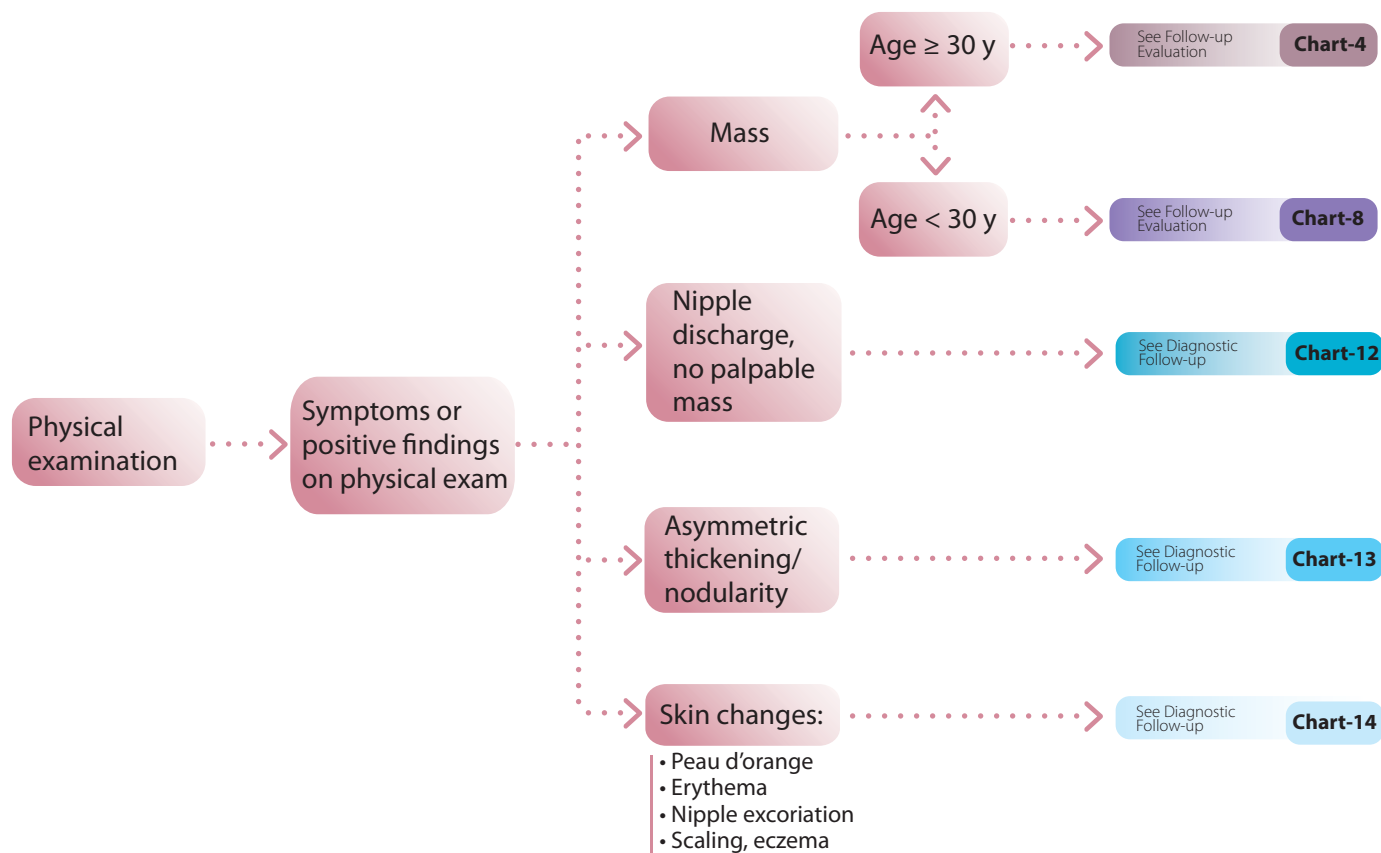 Physical
examination
Symptoms or
positive findings
on physical exam
Mass
Age ≥ 30 y
See Follow-up
Evaluation
Chart-4
Age < 30 y
See Follow-up
Evaluation
Chart-8
Nipple
discharge,
no palpable
mass
See Diagnostic
Follow-up
Chart-12
Asymmetric
thickening/
nodularity
See Diagnostic
Follow-up
Chart-13
Skin changes:
• Peau d’orange
• Erythema
• Nipple excoriation
• Scaling, eczema
See Diagnostic
Follow-up
Chart-14